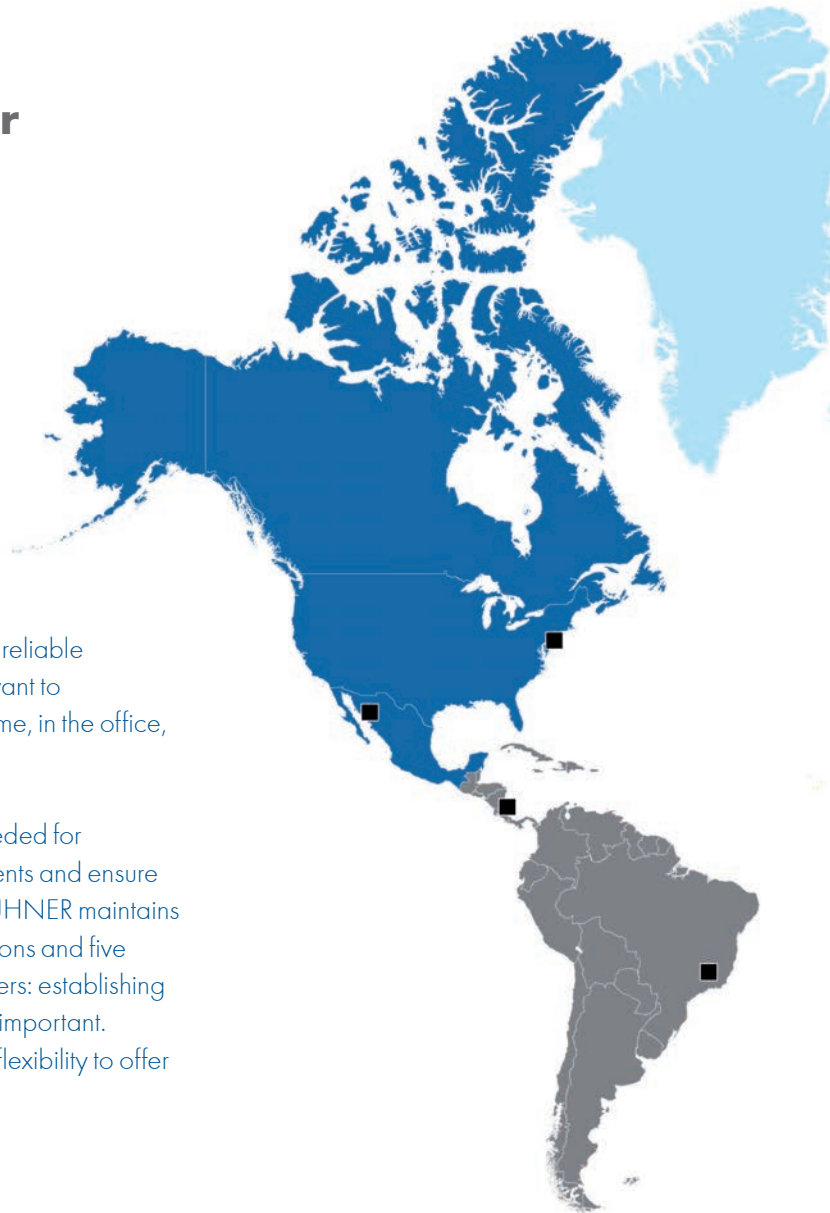 r
reliable
ant to
me, in the office,
eded for
ents and ensure
UHNER maintains
ons and five
ers: establishing
important.
flexibility to offer